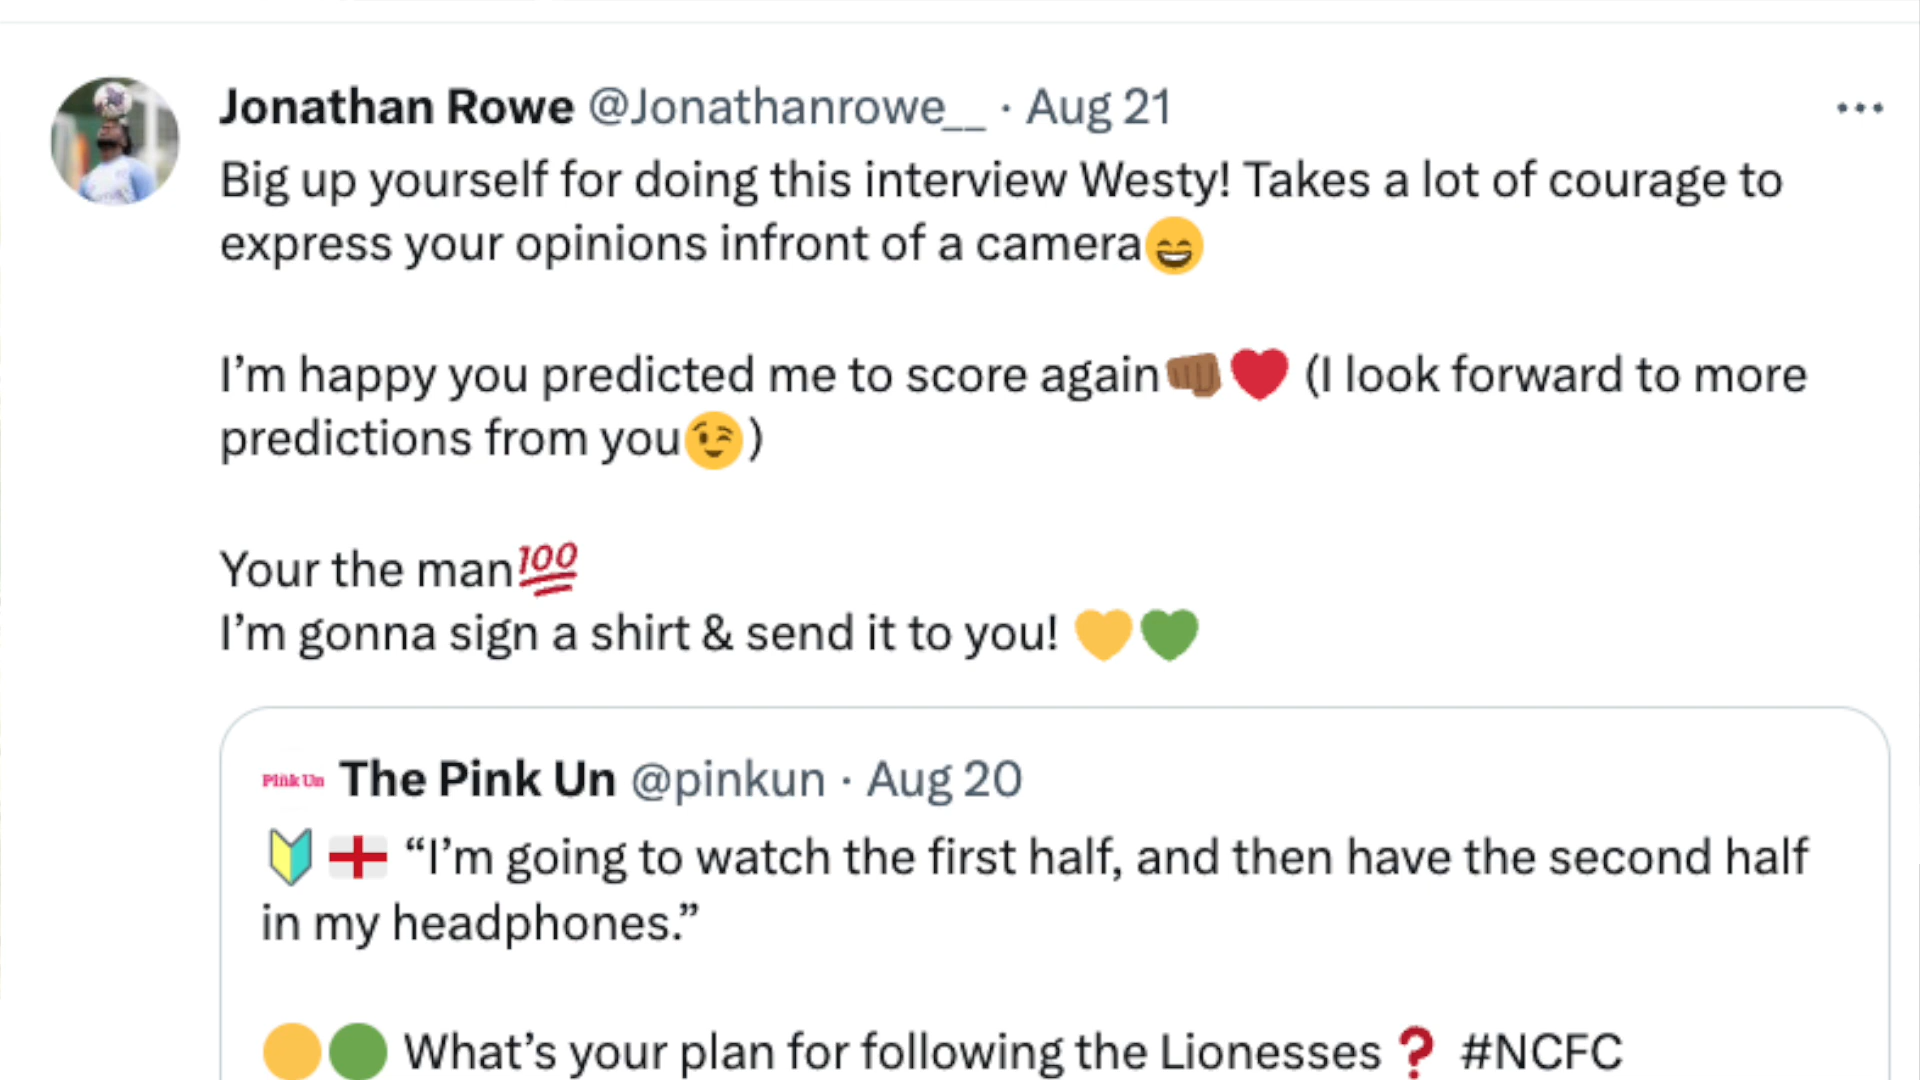 Jonathan Rowe @Jonathanrowe__ · Aug 21
Big up yourself for doing this interview Westy! Takes a lot of courage to
express your opinions infront of a camera😄
I’m happy you predicted me to score again👊🏾❤️ (I look forward to more
predictions from you😉)
Your the man💯
I’m gonna sign a shirt & send it to you! 💛💚
Pink Un The Pink Un @pinkun · Aug 20
🔰🏴󠁧󠁢󠁥󠁮󠁧󠁿 “I’m going to watch the first half, and then have the second half
in my headphones.”
🟡🟢 What’s your plan for following the Lionesses❓ #NCFC